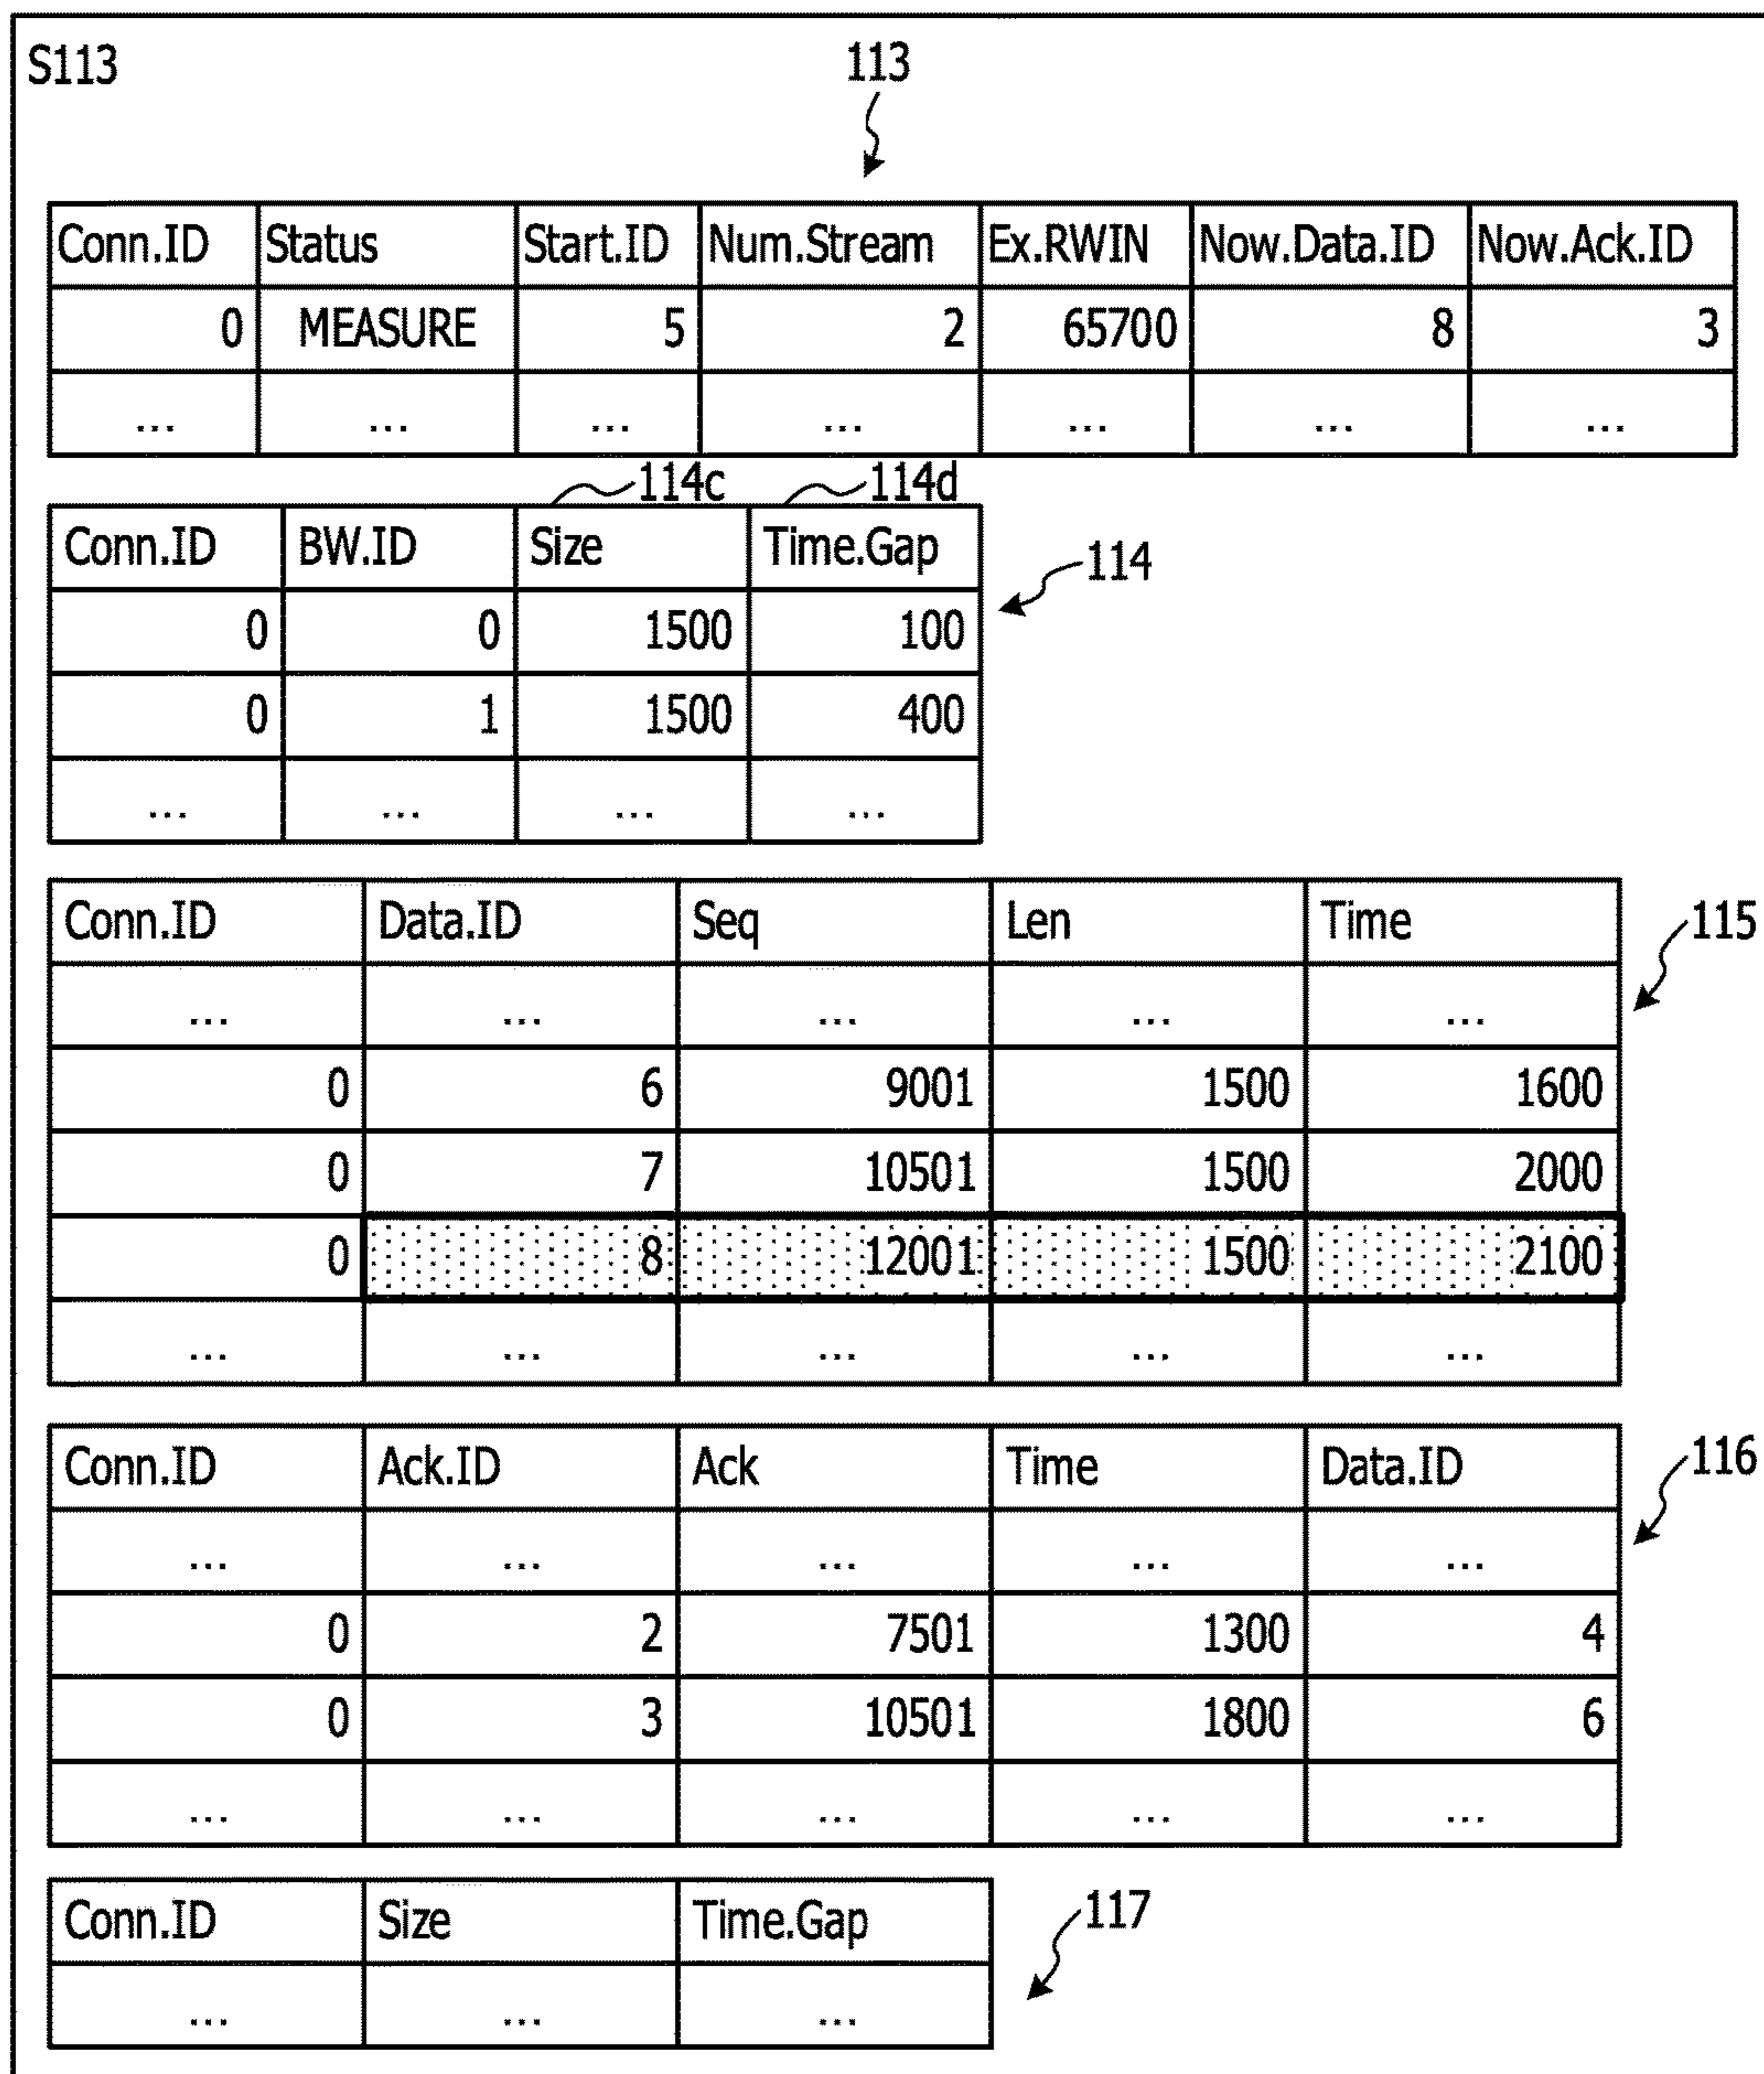 S113
113
Conn.ID Status Start.ID Num.Stream Ex.RWIN Now.Data.ID Now.Ack.ID
0 MEASURE 5 2 65700 8 3
... ... ... ... ... ... ...
114c 114d
Conn.ID BW.ID Size Time.Gap
114
0 0 1500 100
0 1 1500 400
... ... ... ...
Conn.ID Data.ID Seq Len Time
115
... ... ... ... ...
0 6 9001 1500 1600
0 7 10501 1500 2000
0 8 12001 1500 2100
... ... ... ... ...
Conn.ID Ack.ID Ack Time Data.ID
116
... ... ... ... ...
0 2 7501 1300 4
0 3 10501 1800 6
... ... ... ... ...
Conn.ID Size Time.Gap
117
... ... ...